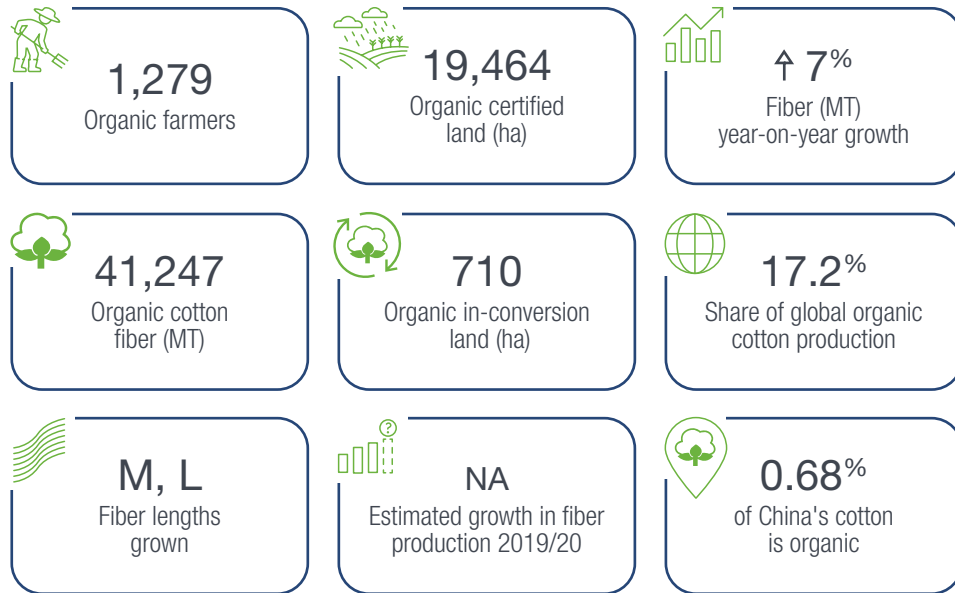 1,279
Organic farmers
19,464
Organic certified
land (ha)
7%
Fiber (MT)
year-on-year growth
41,247
Organic cotton
fiber (MT)
710
Organic in-conversion
land (ha)
17.2%
Share of global organic
cotton production
M, L
Fiber lengths
grown
?
NA
Estimated growth in fiber
production 2019/20
0.68%
of China's cotton
is organic